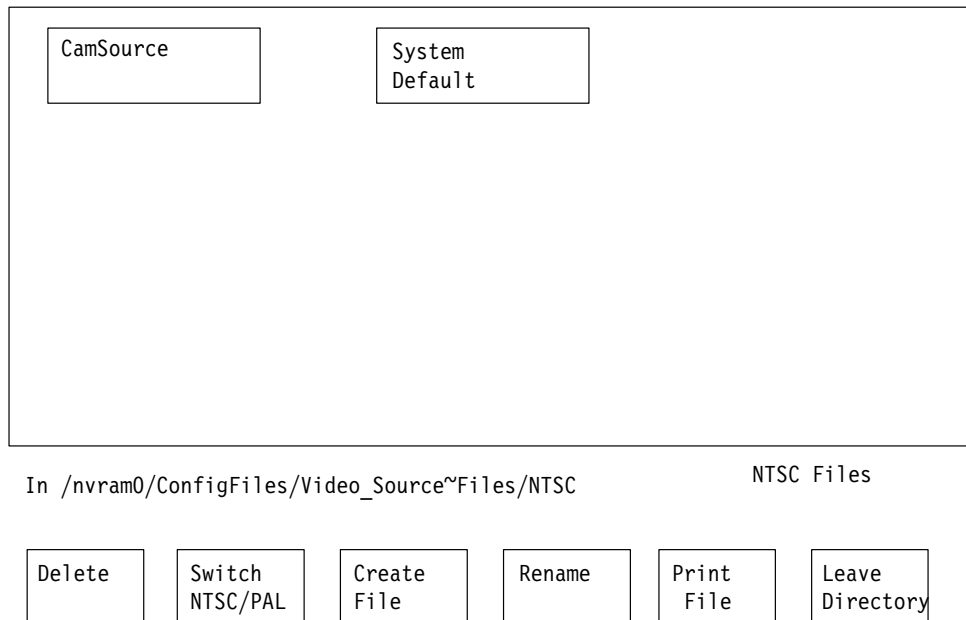 CamSource
System
Default
In /nvram0/ConfigFiles/Video_Source~Files/NTSC
NTSC Files
Delete
Switch
NTSC/PAL
Create
File
Rename
Print
File
Leave
Directory